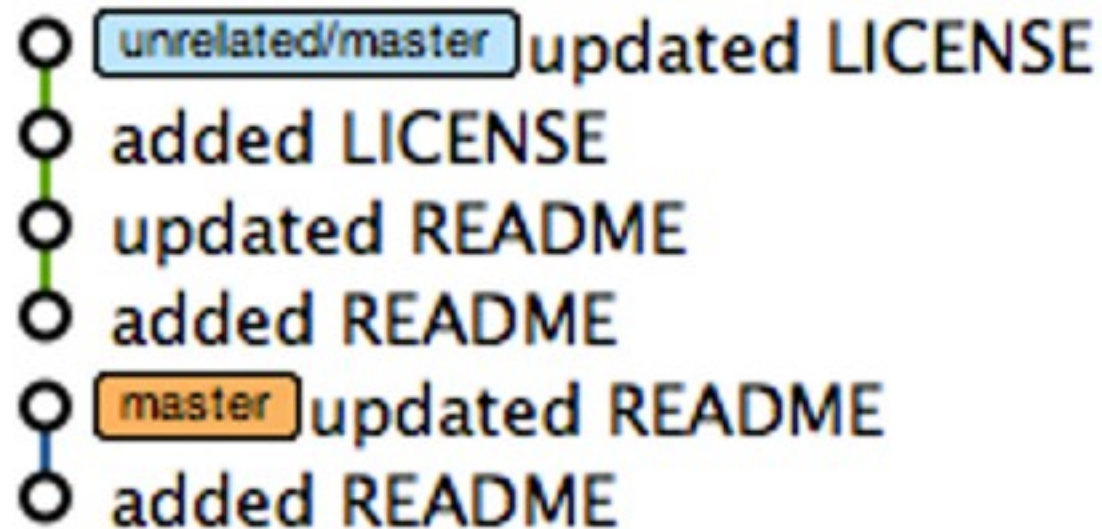 unrelated/master updated LICENSE
added LICENSE
updated README
added README
master updated README
added README